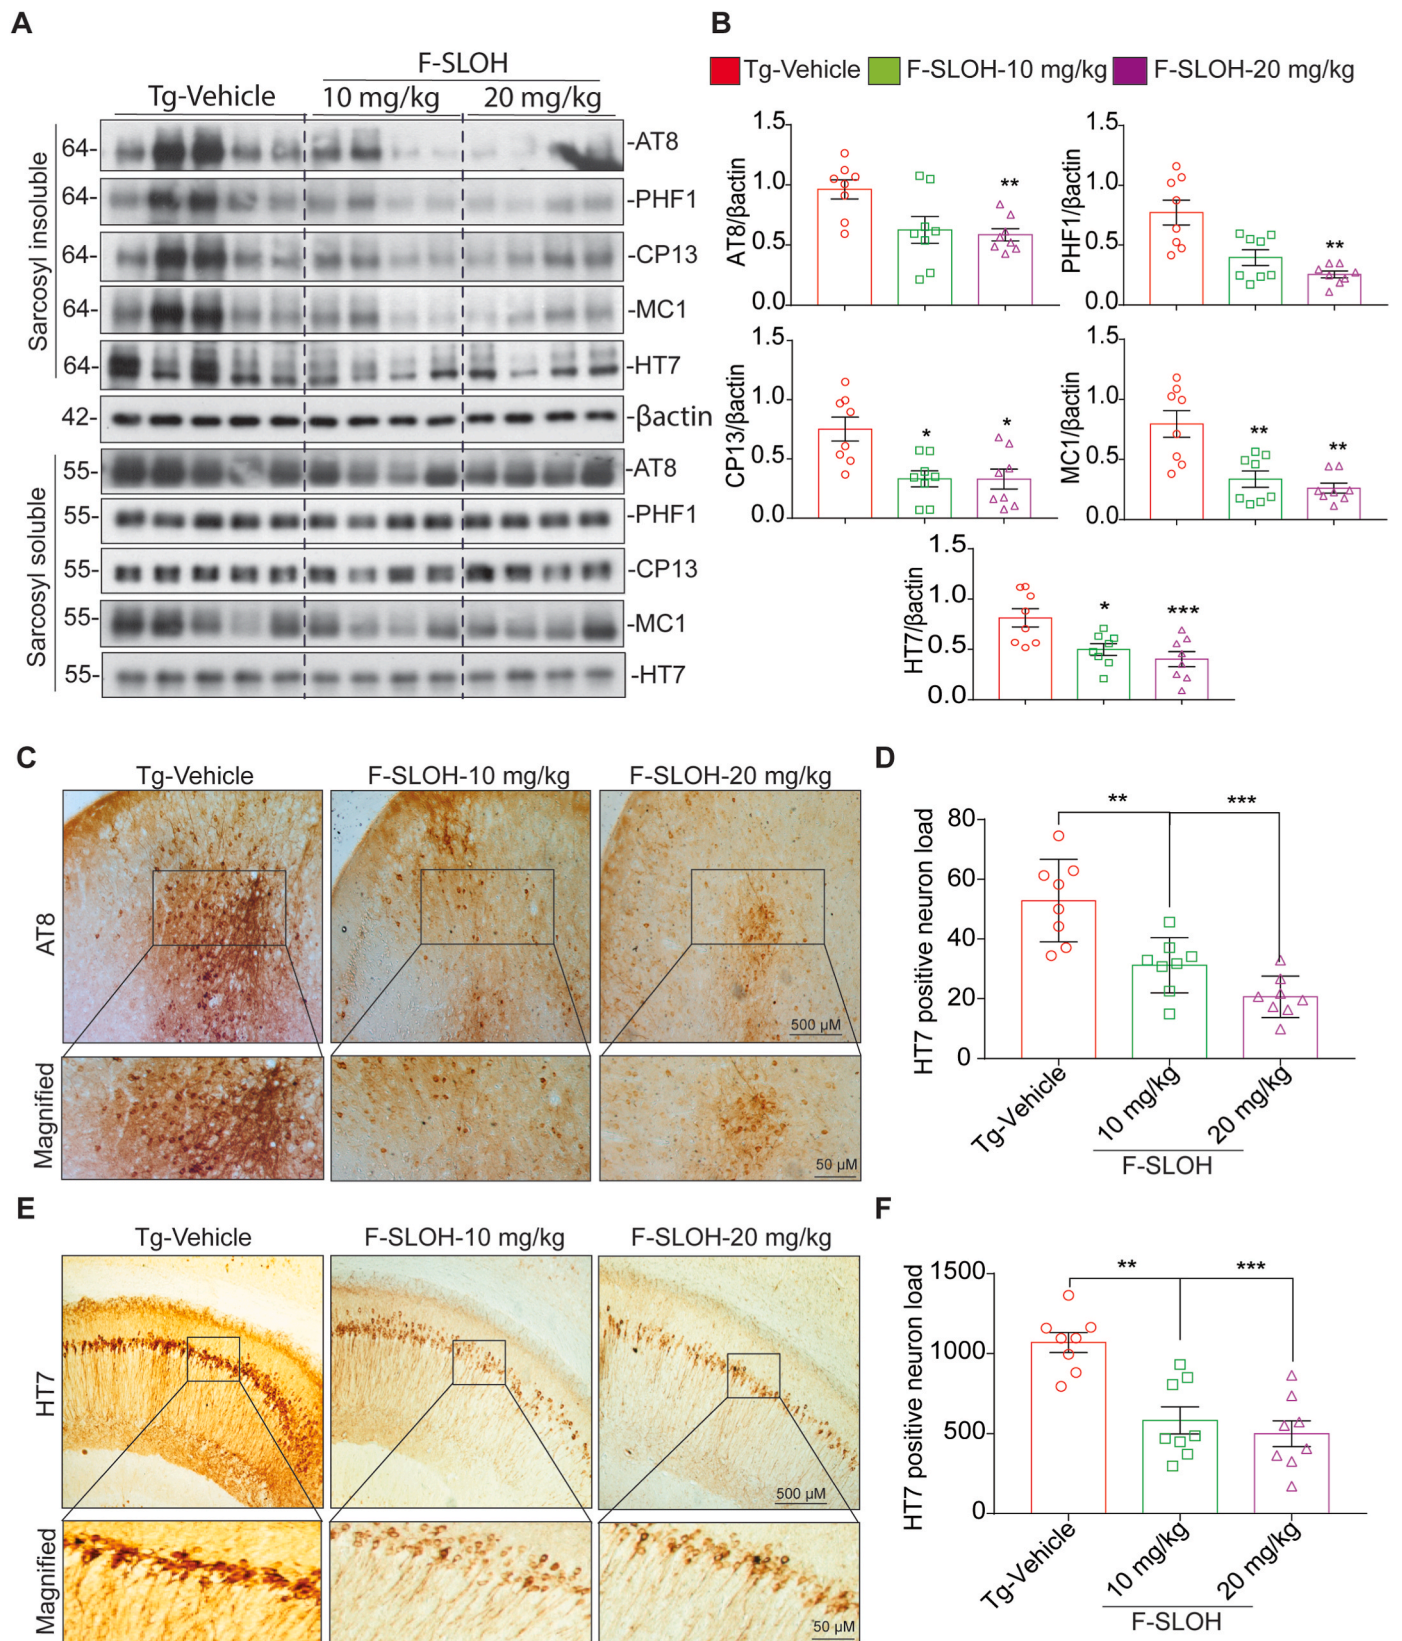 A
F-SLOH
Tg-Vehicle 10 mg/kg 20 mg/kg
Sarcosyl insoluble
64- -AT8
64- -PHF1
64- -CP13
64- -MC1
64- -HT7
42- -βactin
Sarcosyl soluble
55- -AT8
55- -PHF1
55- -CP13
55- -MC1
55- -HT7
B
Tg-Vehicle F-SLOH-10 mg/kg F-SLOH-20 mg/kg
AT8/βactin
1.5
1.0
0.5
0.0
**
PHF1/βactin
1.5
1.0
0.5
0.0
**
CP13/βactin
1.5
1.0
0.5
0.0
* *
MC1/βactin
1.5
1.0
0.5
0.0
** **
HT7/βactin
1.5
1.0
0.5
0.0
* ***
C
Tg-Vehicle F-SLOH-10 mg/kg F-SLOH-20 mg/kg
AT8
500 µM
Magnified
50 µM
D
HT7 positive neuron load
80
60
40
20
0
** ***
Tg-Vehicle 10 mg/kg 20 mg/kg
F-SLOH
E
Tg-Vehicle F-SLOH-10 mg/kg F-SLOH-20 mg/kg
HT7
500 µM
Magnified
50 µM
F
HT7 positive neuron load
1500
1000
500
0
** ***
Tg-Vehicle 10 mg/kg 20 mg/kg
F-SLOH